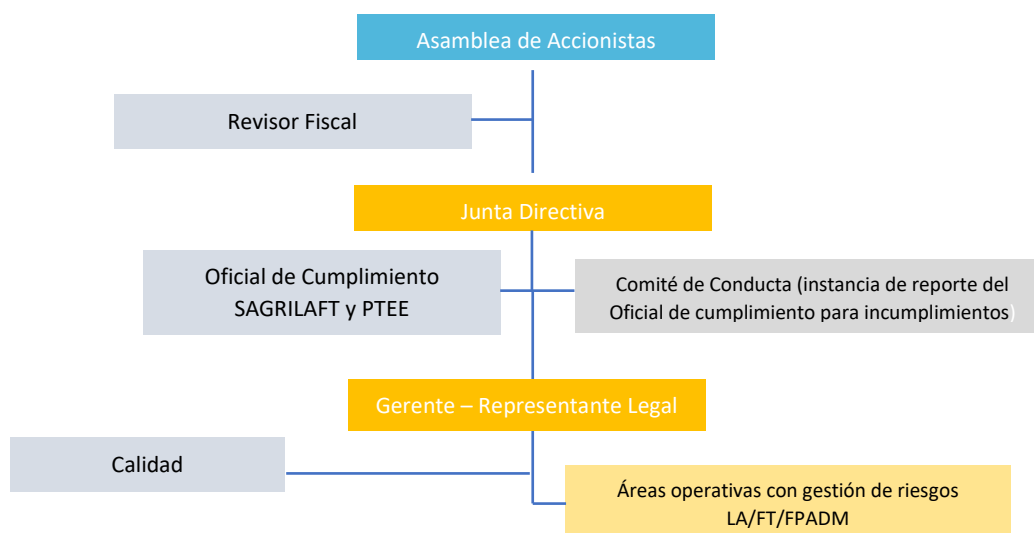 Asamblea de Accionistas
Revisor Fiscal
Junta Directiva
Oficial de Cumplimiento
SAGRILAFT y PTEE
Comité de Conducta (instancia de reporte del
Oficial de cumplimiento para incumplimientos)
Gerente – Representante Legal
Calidad
Áreas operativas con gestión de riesgos
LA/FT/FPADM